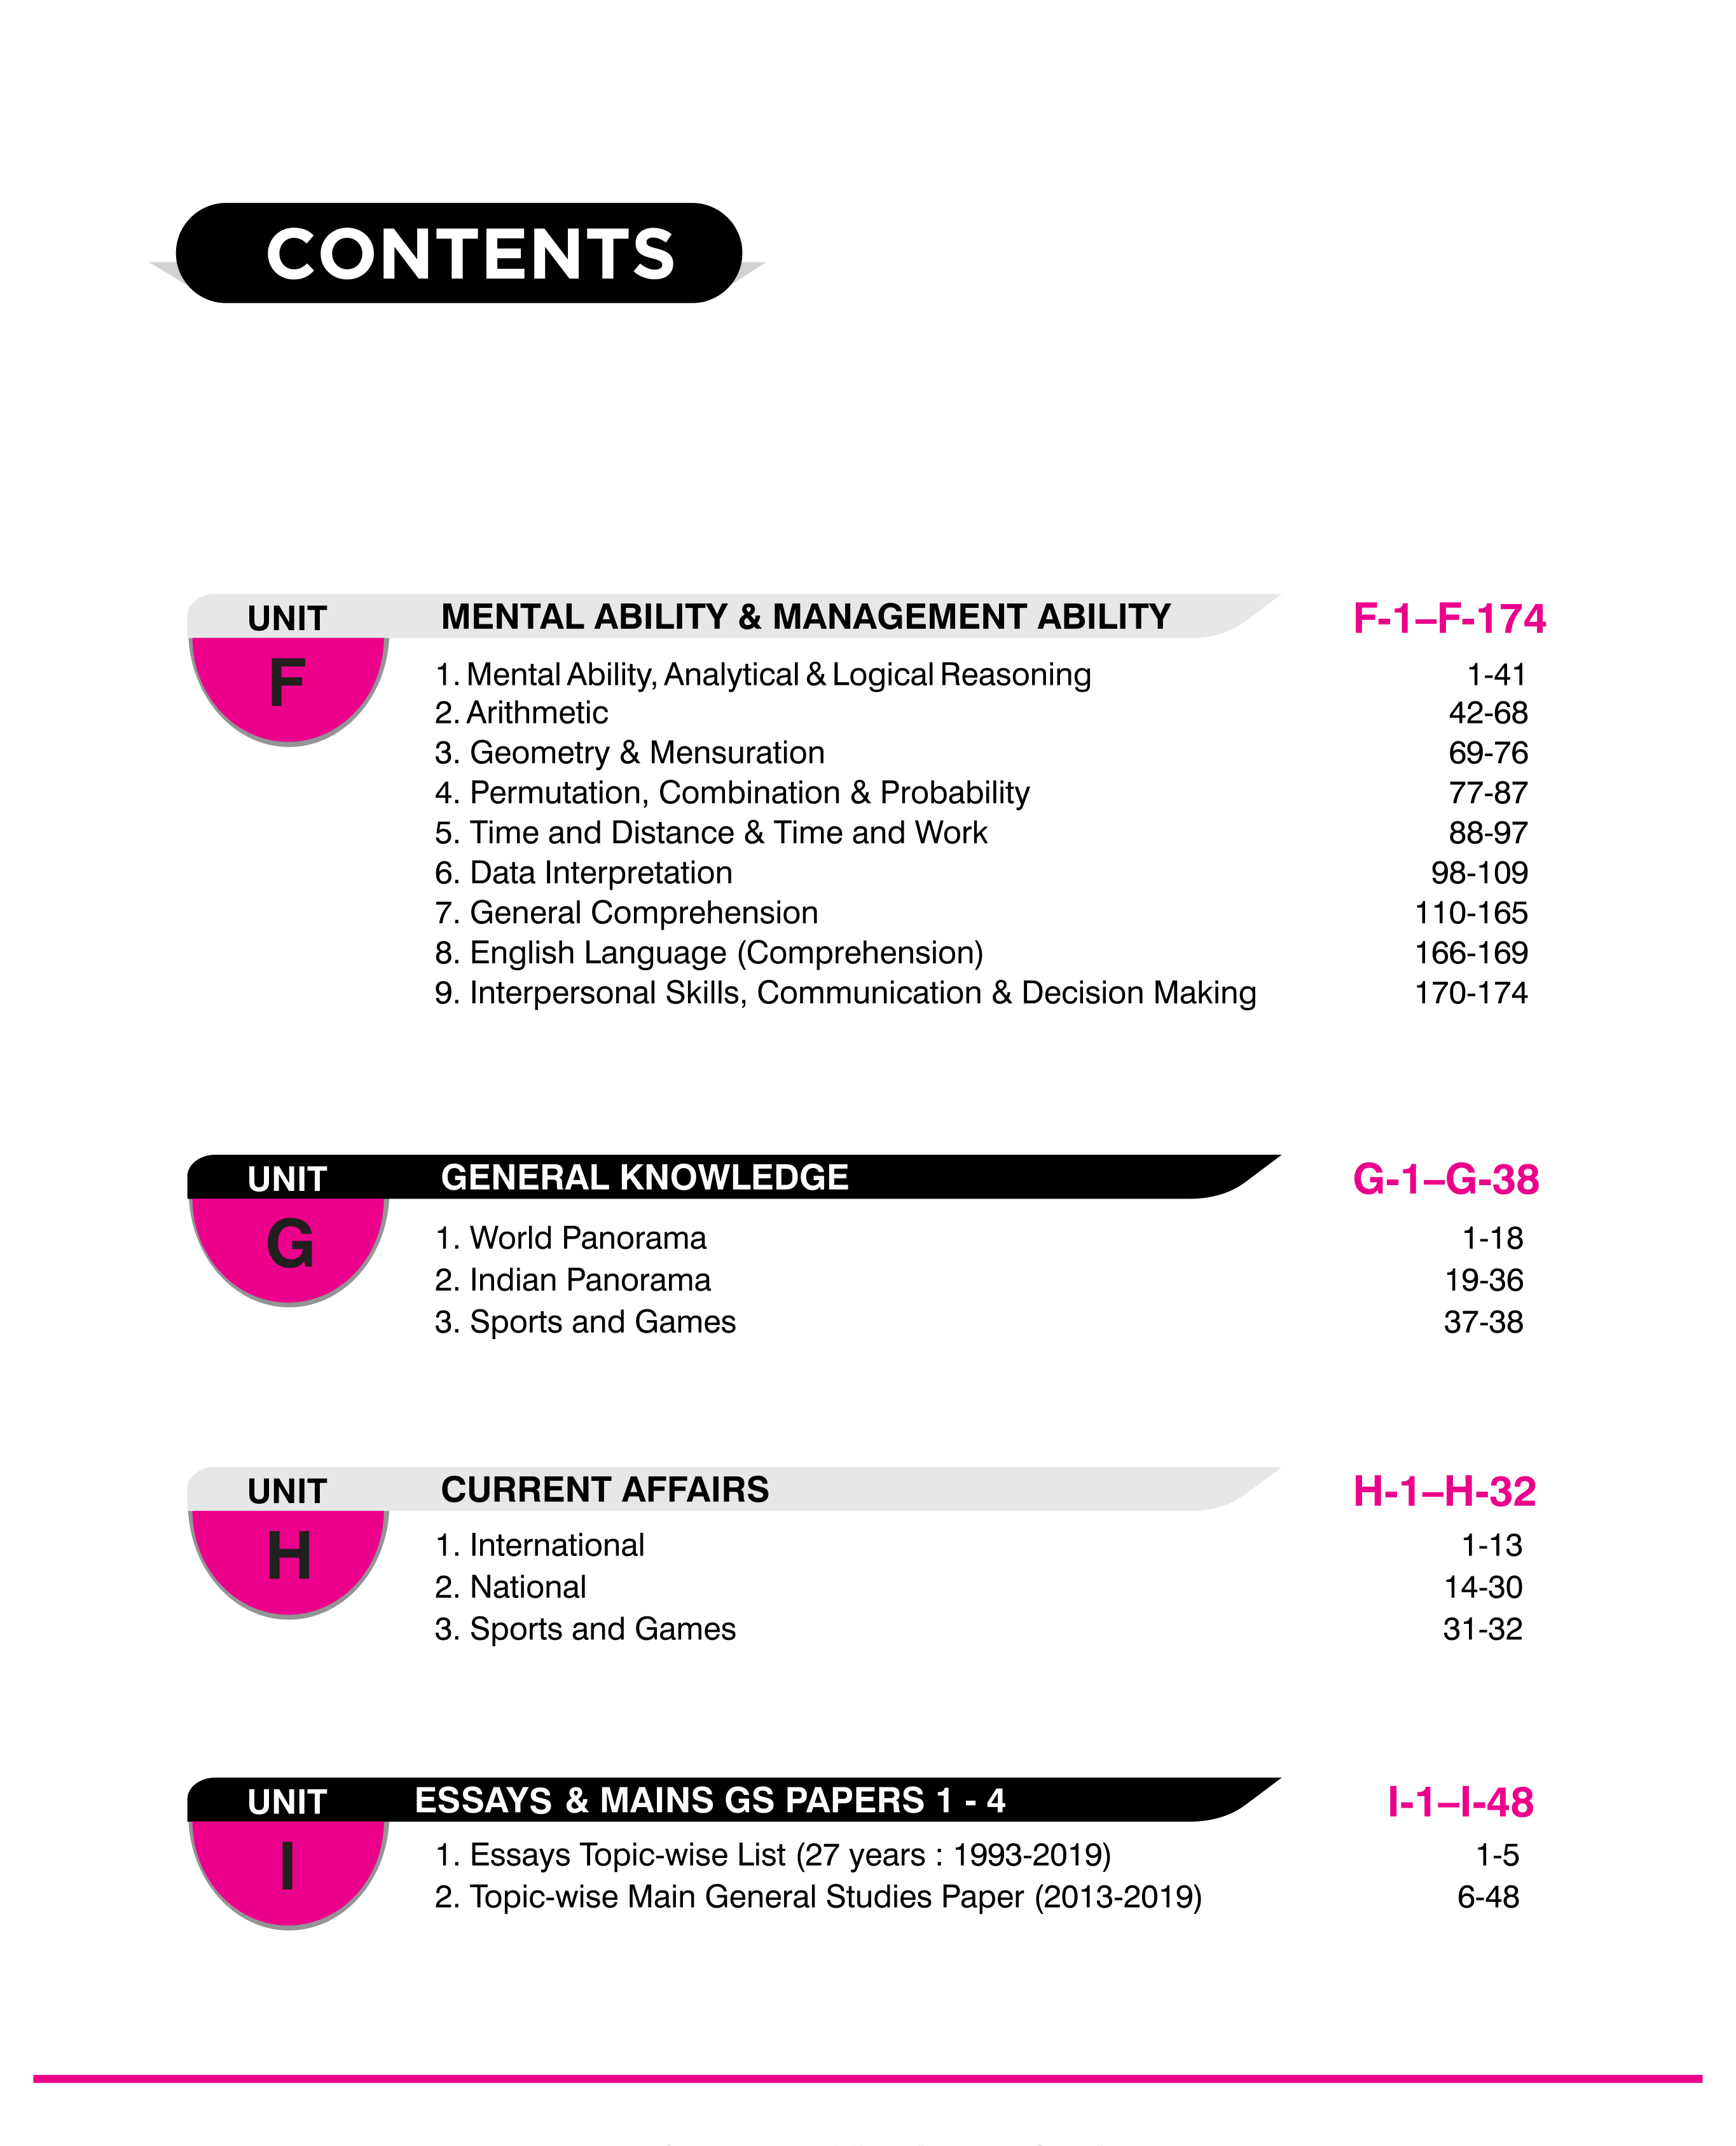 CONTENTS
UNIT MENTAL ABILITY & MANAGEMENT ABILITY F-1–F-174
F
1. Mental Ability, Analytical & Logical Reasoning 1-41
2. Arithmetic 42-68
3. Geometry & Mensuration 69-76
4. Permutation, Combination & Probability 77-87
5. Time and Distance & Time and Work 88-97
6. Data Interpretation 98-109
7. General Comprehension 110-165
8. English Language (Comprehension) 166-169
9. Interpersonal Skills, Communication & Decision Making 170-174
UNIT GENERAL KNOWLEDGE G-1–G-38
G
1. World Panorama 1-18
2. Indian Panorama 19-36
3. Sports and Games 37-38
UNIT CURRENT AFFAIRS H-1–H-32
H
1. International 1-13
2. National 14-30
3. Sports and Games 31-32
UNIT ESSAYS & MAINS GS PAPERS 1 - 4 I-1–I-48
I
1. Essays Topic-wise List (27 years : 1993-2019) 1-5
2. Topic-wise Main General Studies Paper (2013-2019) 6-48